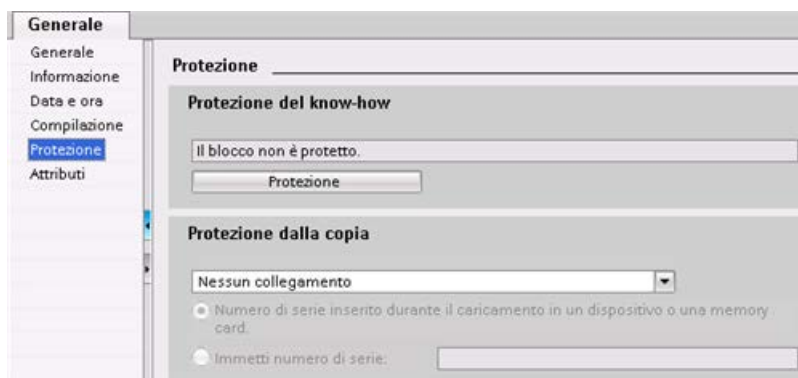 Generale
Generale
Informazione
Data e ora
Compilazione
Protezione
Attributi
Protezione
Protezione del know-how
Il blocco non è protetto.
Protezione
Protezione dalla copia
Nessun collegamento
Numero di serie inserito durante il caricamento in un dispositivo o una memory
card.
Immetti numero di serie: